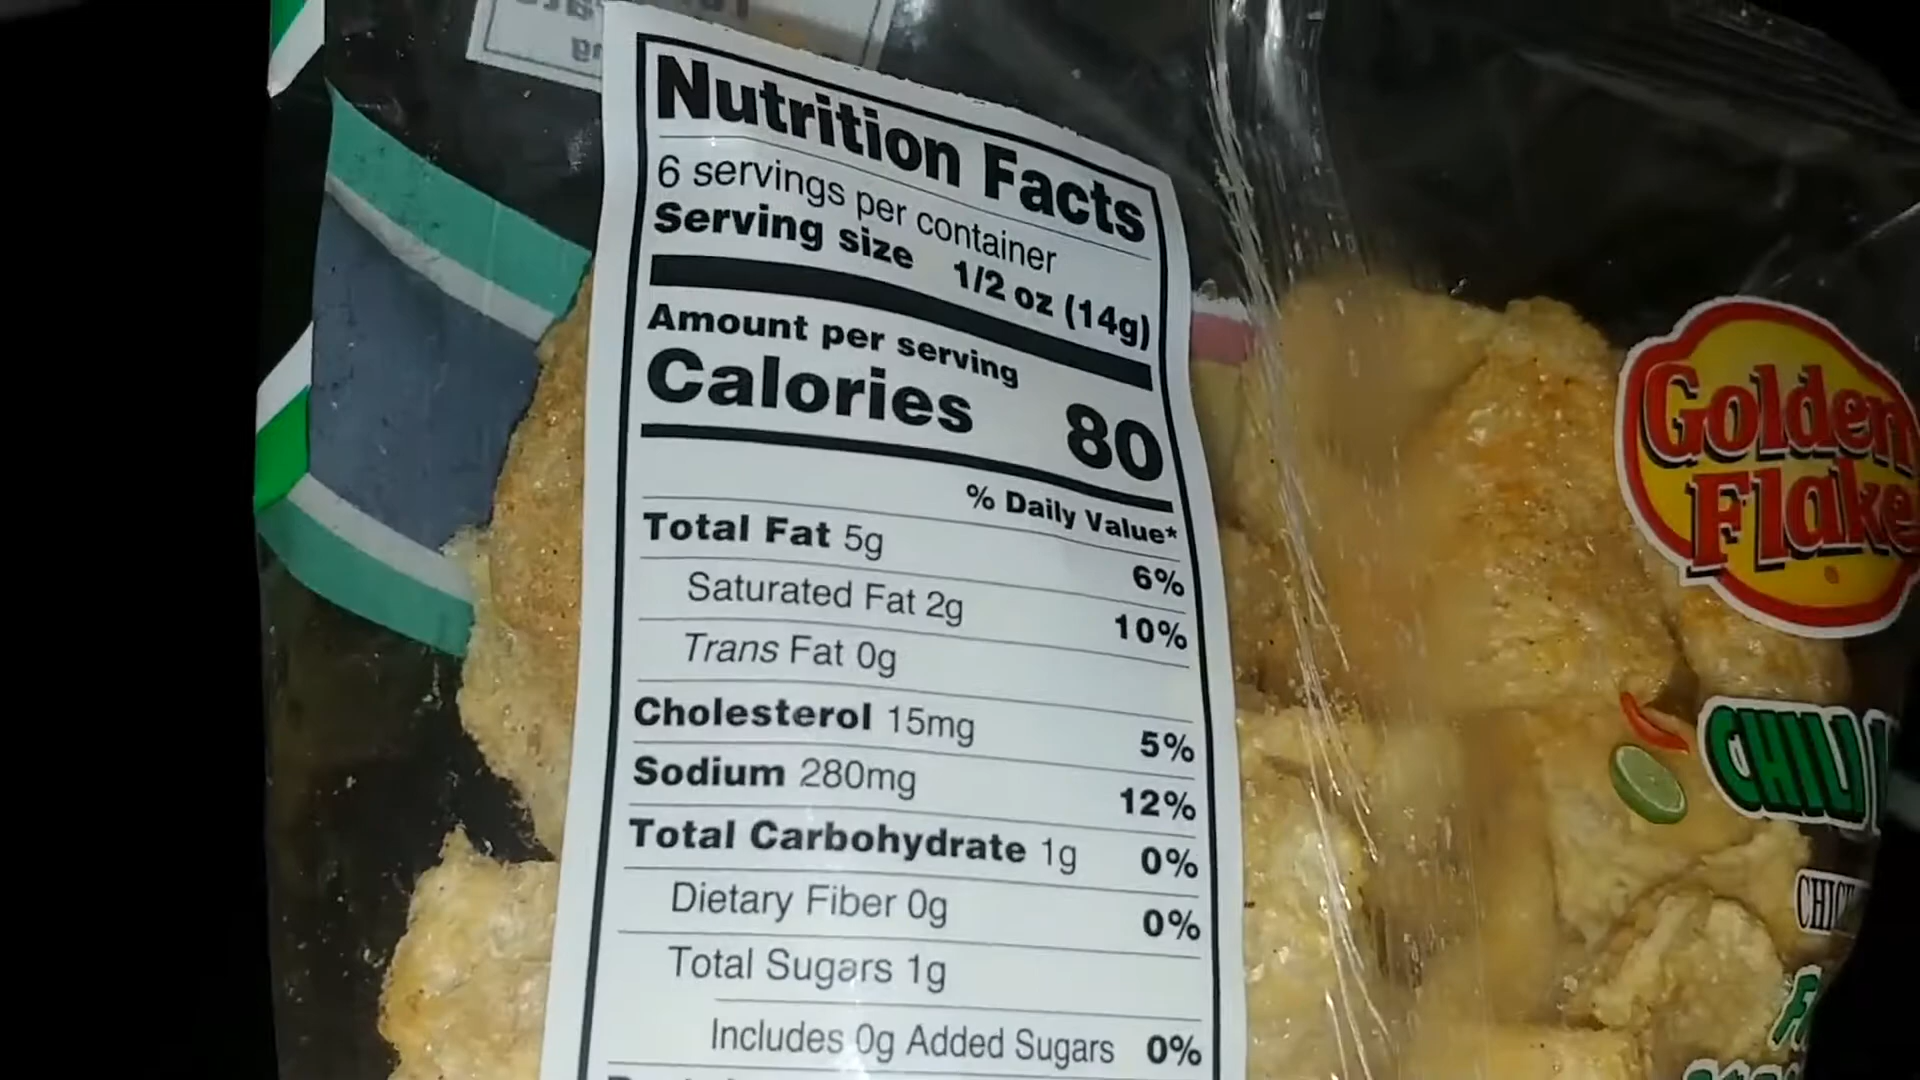 Nutrition Facts
6 servings per container
Serving size 1/2 oz (14g)
Amount per serving
Calories 80
% Daily Value*
Total Fat 5g 6%
Saturated Fat 2g 10%
Trans Fat 0g
Cholesterol 15mg 5%
Sodium 280mg 12%
Total Carbohydrate 1g 0%
Dietary Fiber 0g 0%
Total Sugars 1g
Includes 0g Added Sugars 0%
Golden
Flake
CHILI